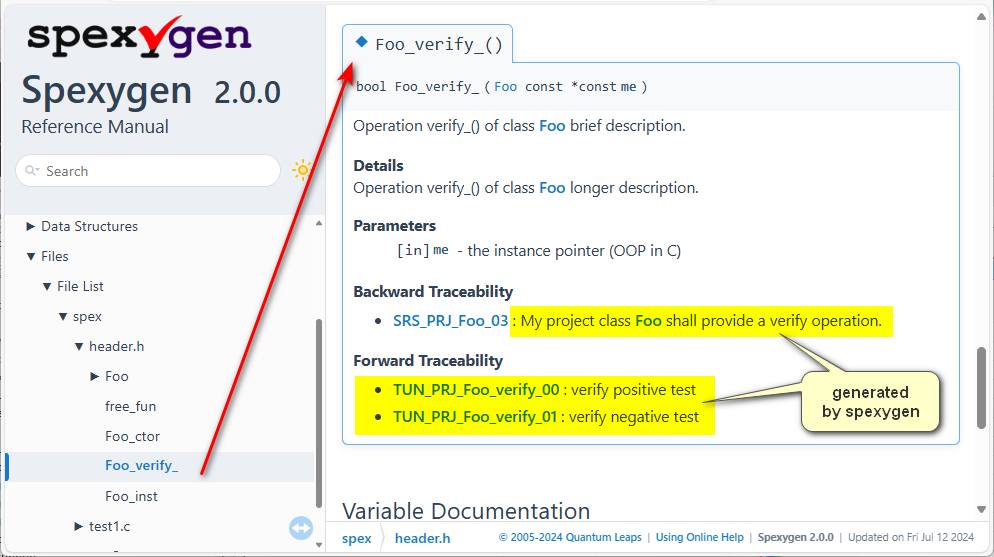 spexygen
Spexygen 2.0.0
Reference Manual
Search
Data Structures
Files
File List
spex
header.h
Foo
free_fun
Foo_ctor
Foo_verify_
Foo_inst
test1.c
Foo_verify_()
bool Foo_verify_ ( Foo const *const me )
Operation verify_() of class Foo brief description.
Details
Operation verify_() of class Foo longer description.
Parameters
[in] me - the instance pointer (OOP in C)
Backward Traceability
• SRS_PRJ_Foo_03 : My project class Foo shall provide a verify operation.
Forward Traceability
• TUN_PRJ_Foo_verify_00 : verify positive test
• TUN_PRJ_Foo_verify_01 : verify negative test
generated
by spexygen
Variable Documentation
spex header.h © 2005-2024 Quantum Leaps | Using Online Help | Spexygen 2.0.0 | Updated on Fri Jul 12 2024